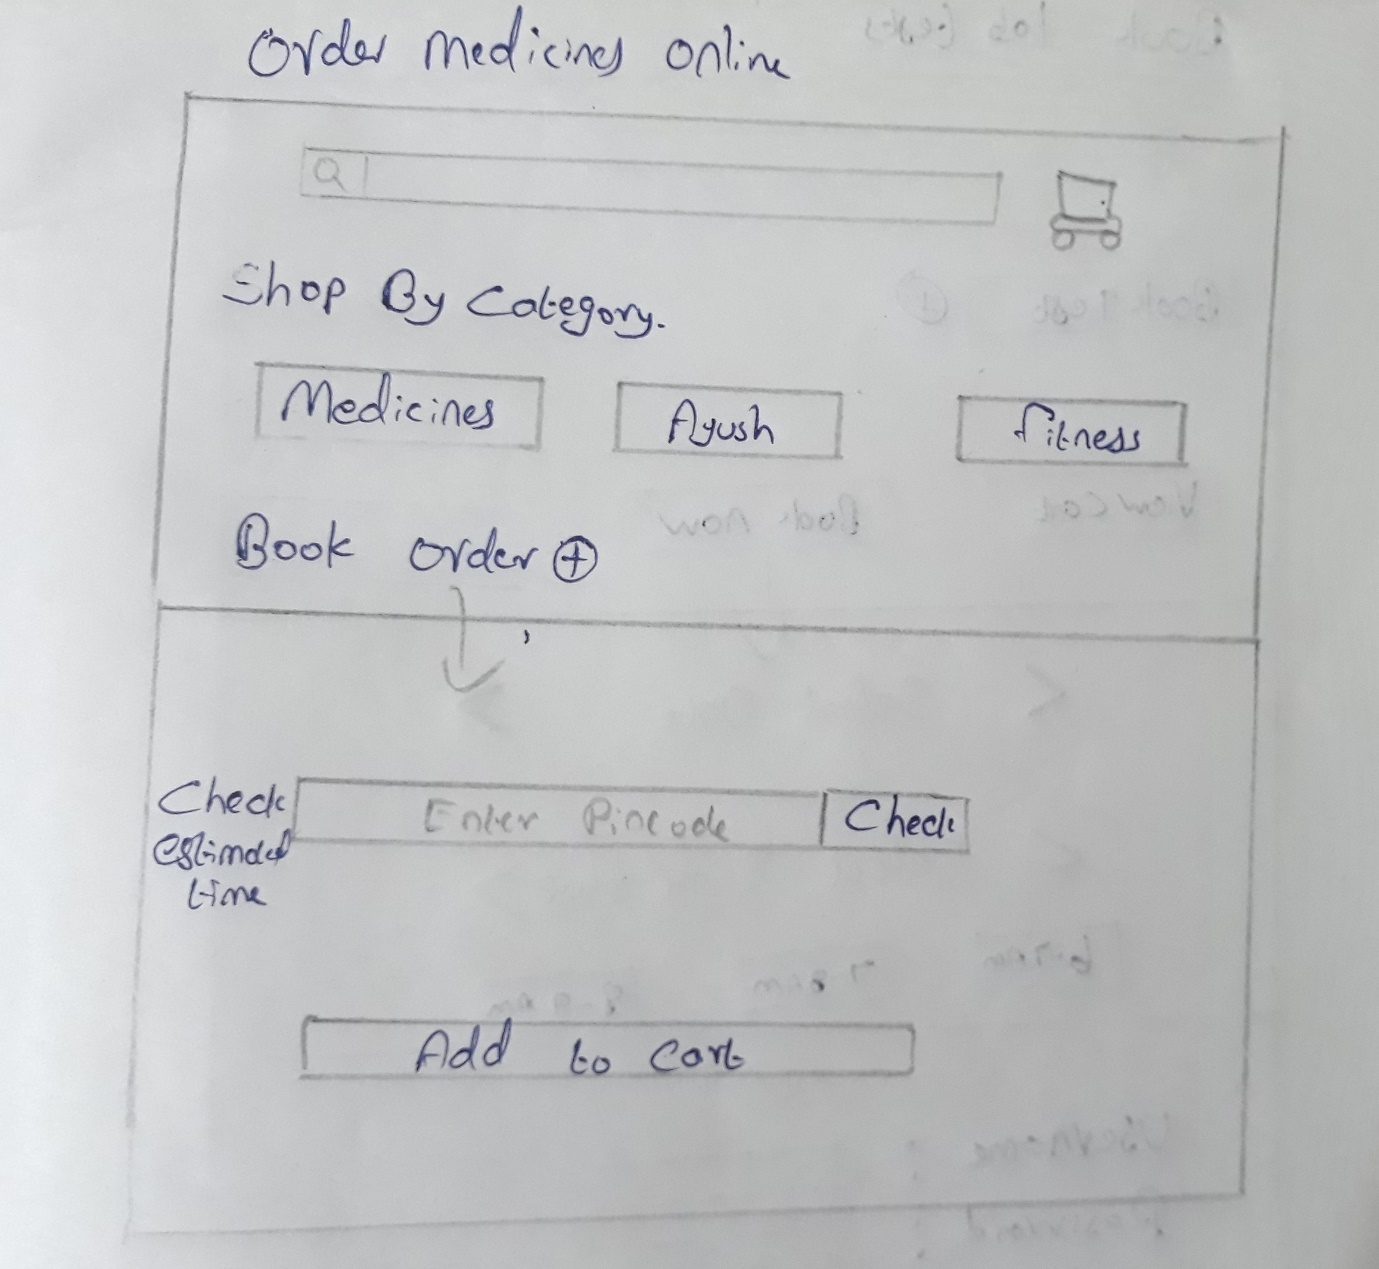 Order medicines online
Shop By Category.
Medicines
Ayush
Fitness
Book order
Check
estimated
time
Enter Pincode
Check
Add to cart